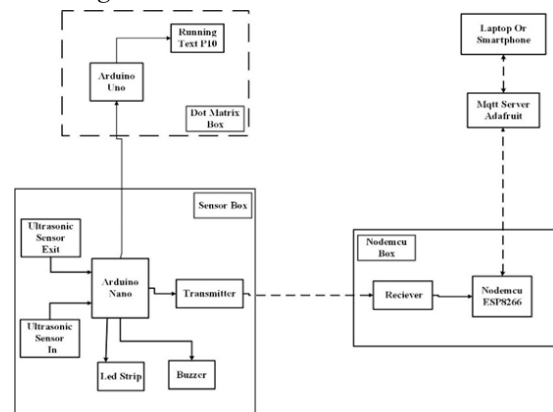 Running
Text P10
Arduino
Uno
Dot Matrix
Box
Laptop Or
Smartphone
Mqtt Server
Adafruit
Sensor Box
Ultrasonic
Sensor
Exit
Arduino
Nano
Transmitter
Ultrasonic
Sensor
In
Led Strip
Buzzer
Nodemcu
Box
Reciever
Nodemcu
ESP8266